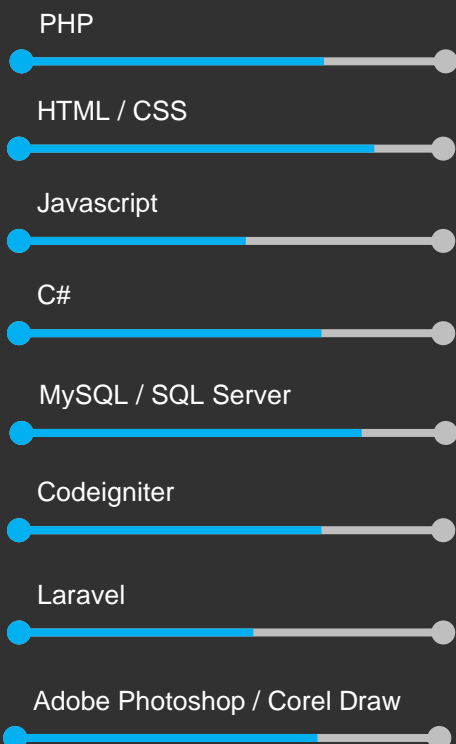 PHP
HTML / CSS
Javascript
C#
MySQL / SQL Server
Codeigniter
Laravel
Adobe Photoshop / Corel Draw